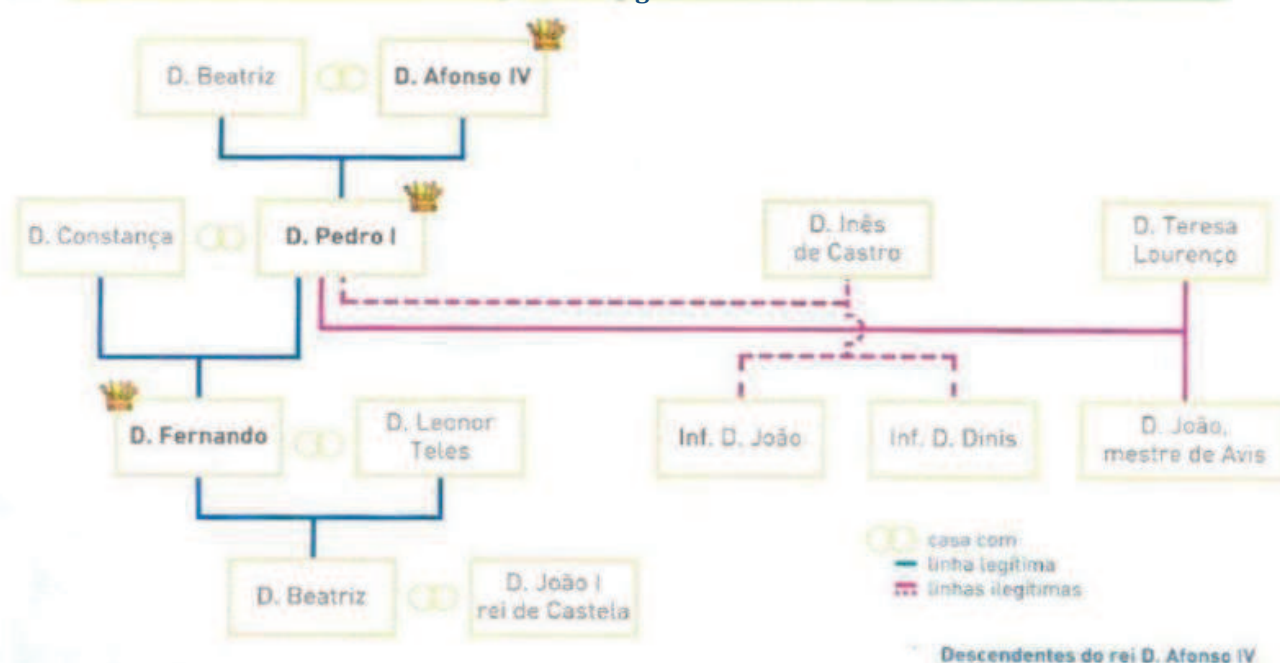 D. Beatriz
D. Afonso IV
D. Constança
D. Pedro I
D. Inês
de Castro
D. Teresa
Lourenço
D. Fernando
D. Leonor
Teles
Inf. D. João
Inf. D. Dinis
D. João,
mestre de Avis
D. Beatriz
D. João I
rei de Castela
casa com
linha legítima
linhas ilegítimas
Descendentes do rei D. Afonso IV